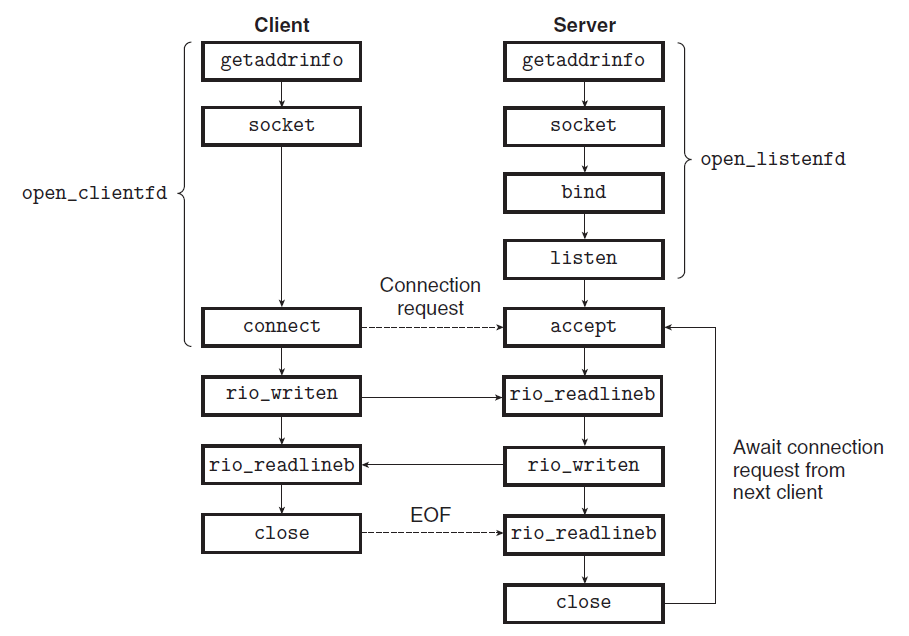 Client
Server
getaddrinfo
getaddrinfo
socket
socket
open_listenfd
open_clientfd
bind
listen
Connection
request
connect
accept
rio_writen
rio_readlineb
Await connection
request from
next client
rio_readlineb
rio_writen
EOF
close
rio_readlineb
close